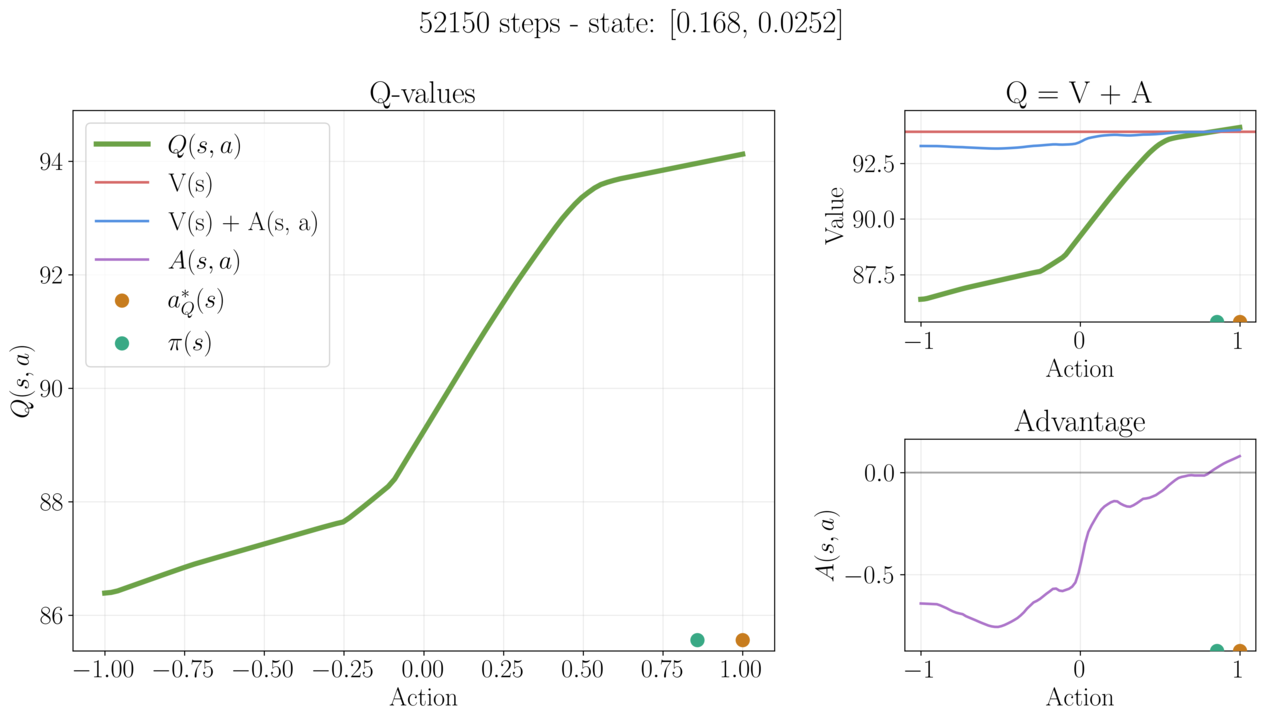 52150 steps - state: [0.168, 0.0252]
Q-values
Q(s, a)
V(s)
V(s) + A(s, a)
A(s, a)
a*Q(s)
π(s)
94
92
90
88
86
Q(s, a)
−1.00
−0.75
−0.50
−0.25
0.00
0.25
0.50
0.75
1.00
Action
Q = V + A
92.5
90.0
87.5
Value
−1
0
1
Action
Advantage
0.0
−0.5
A(s, a)
−1
0
1
Action